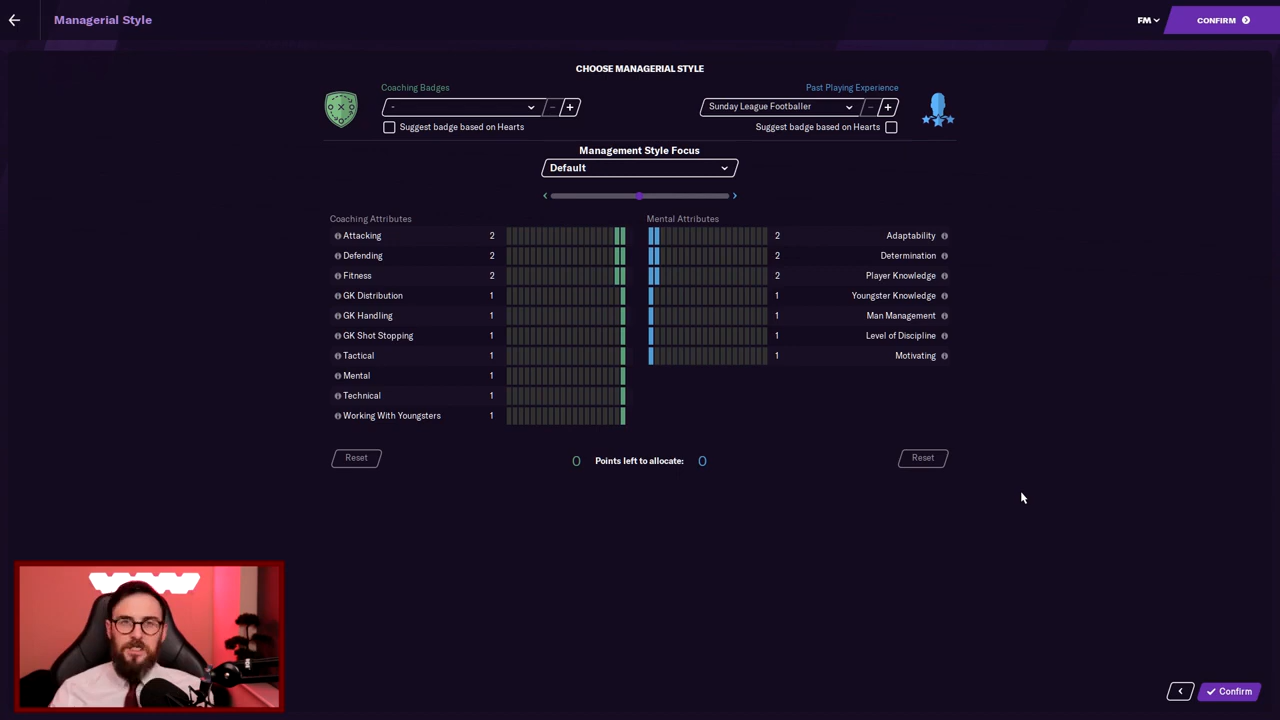 Managerial Style
FM
CONFIRM
CHOOSE MANAGERIAL STYLE
Coaching Badges
Past Playing Experience
-
Sunday League Footballer
Suggest badge based on Hearts
Suggest badge based on Hearts
Management Style Focus
Default
Coaching Attributes
Mental Attributes
Attacking 2
2 Adaptability
Defending 2
2 Determination
Fitness 2
2 Player Knowledge
GK Distribution 1
1 Youngster Knowledge
GK Handling 1
1 Man Management
GK Shot Stopping 1
1 Level of Discipline
Tactical 1
1 Motivating
Mental 1
Technical 1
Working With Youngsters 1
Reset
0 Points left to allocate: 0
Reset
Confirm